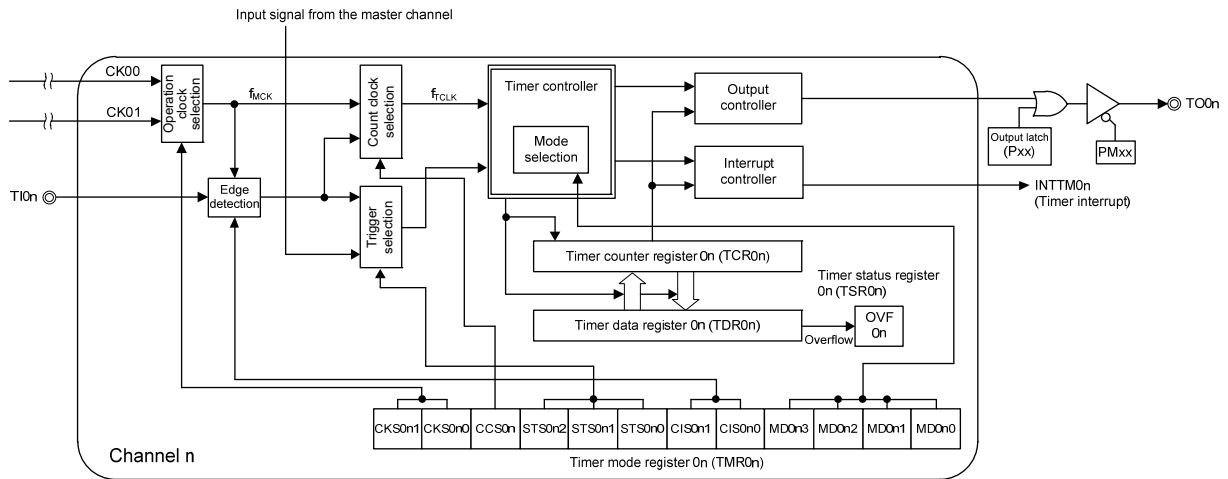 Input signal from the master channel
CK00
CK01
Operation
clock
selection
fMCK
Count clock
selection
fTCLK
Timer controller
Mode
selection
Output
controller
Output latch
(Pxx)
PMxx
TO0n
TI0n
Edge
detection
Trigger
selection
Interrupt
controller
INTTM0n
(Timer interrupt)
Timer counter register 0n (TCR0n)
Timer status register
0n (TSR0n)
Timer data register 0n (TDR0n)
Overflow
OVF
0n
CKS0n1 CKS0n0 CCS0n STS0n2 STS0n1 STS0n0 CIS0n1 CIS0n0 MD0n3 MD0n2 MD0n1 MD0n0
Channel n
Timer mode register 0n (TMR0n)